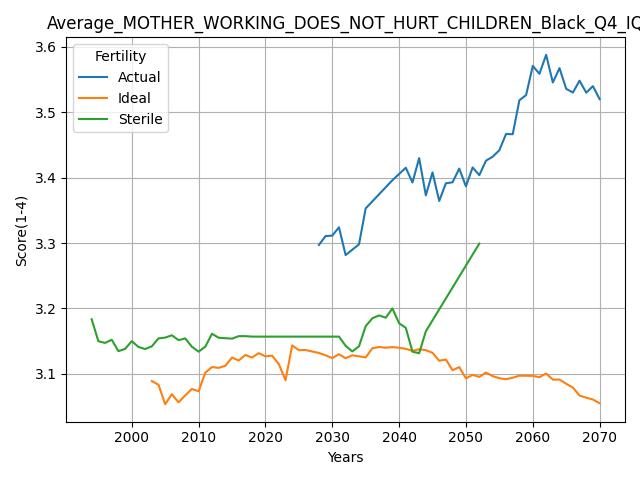 Average_MOTHER_WORKING_DOES_NOT_HURT_CHILDREN_Black_Q4_IQ
Fertility
Actual
Ideal
Sterile
Score(1-4)
3.6
3.5
3.4
3.3
3.2
3.1
2000 2010 2020 2030 2040 2050 2060 2070
Years